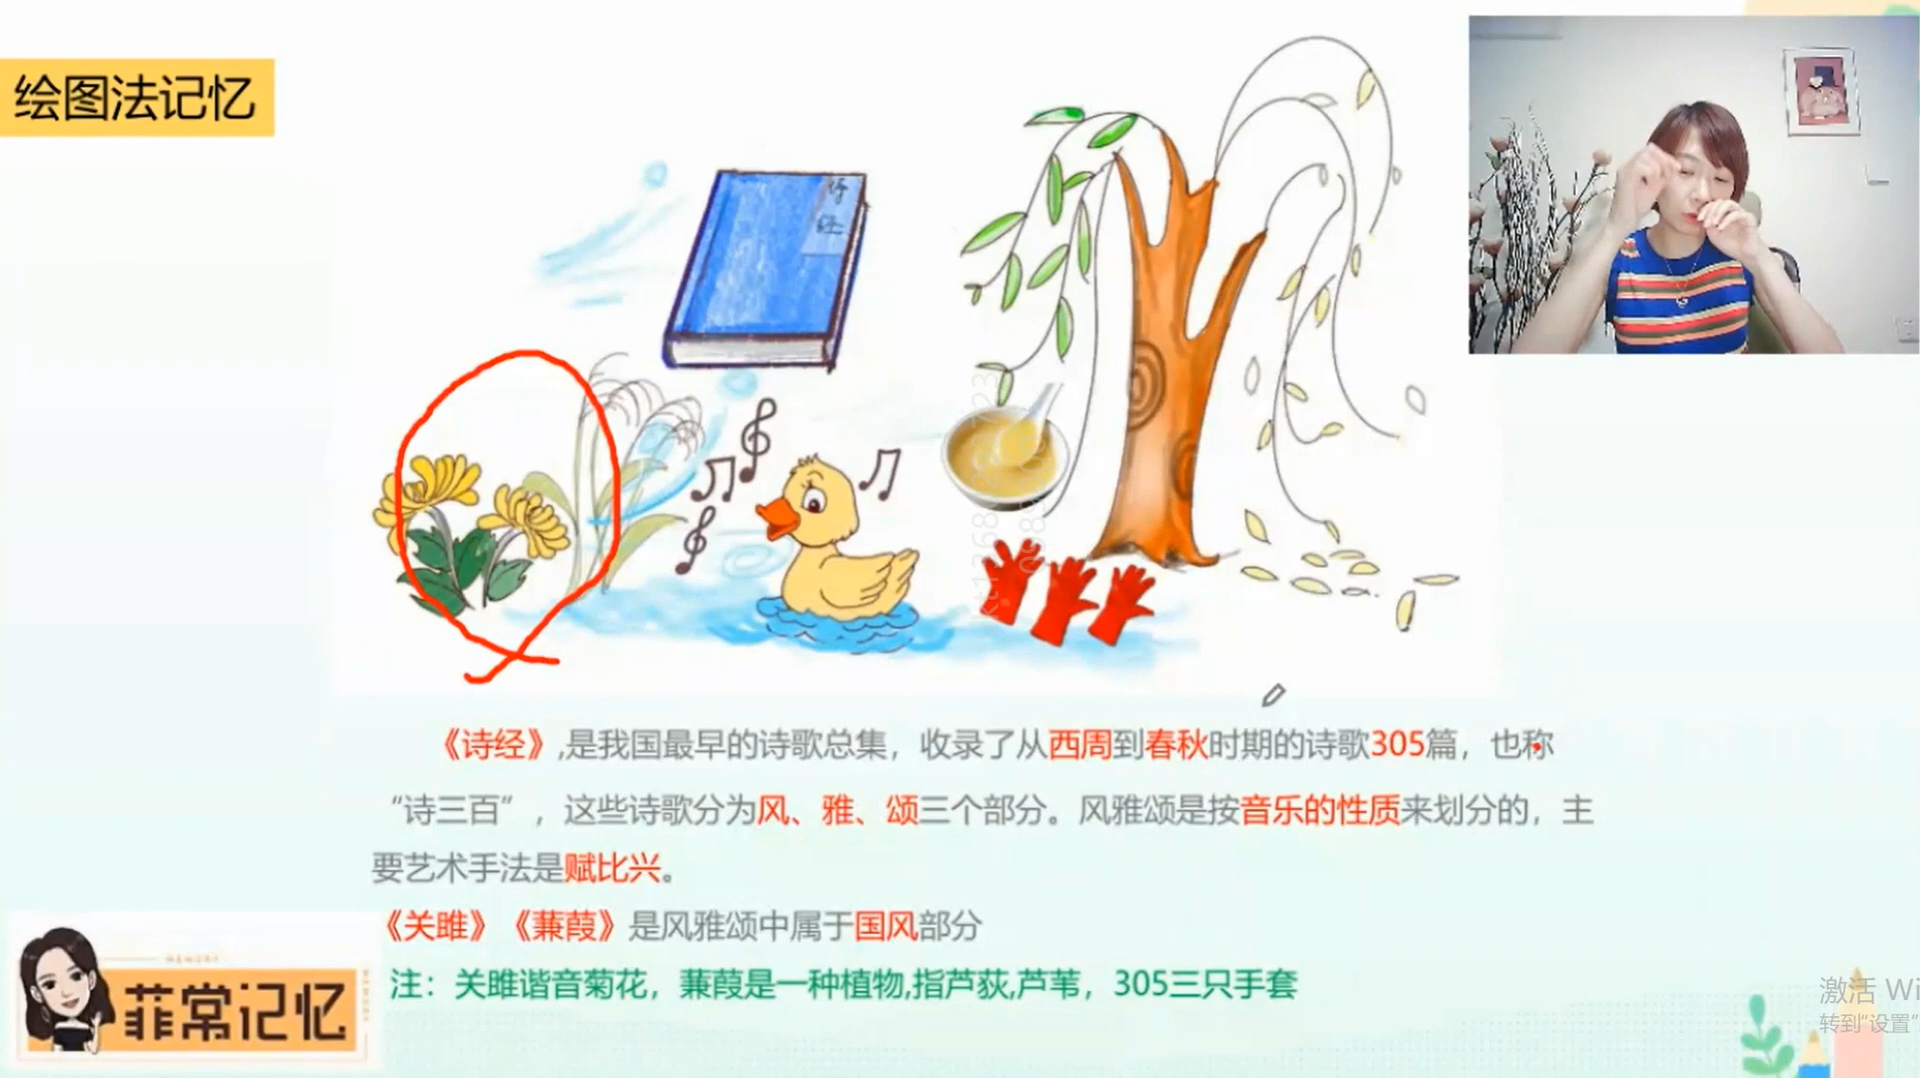 绘图法记忆
诗
经
《诗经》,是我国最早的诗歌总集，收录了从西周到春秋时期的诗歌305篇，也称
“诗三百”，这些诗歌分为风、雅、颂三个部分。风雅颂是按音乐的性质来划分的，主
要艺术手法是赋比兴。
《关雎》《蒹葭》是风雅颂中属于国风部分
注：关雎谐音菊花，蒹葭是一种植物,指芦荻,芦苇，305三只手套
菲常记忆
激活 Wi
转到“设置”